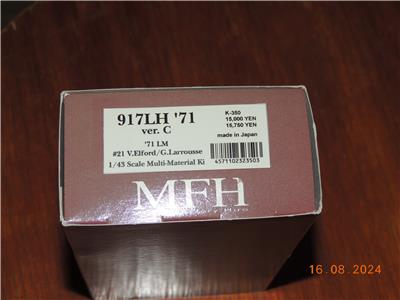 917LH '71
ver. C
'71 LM
#21 V.Elford/G.Larrousse
1/43 Scale Multi-Material Ki
K-350
15,000 YEN
15,750 YEN
made in Japan
4571102323503
MFH
16.08.2024